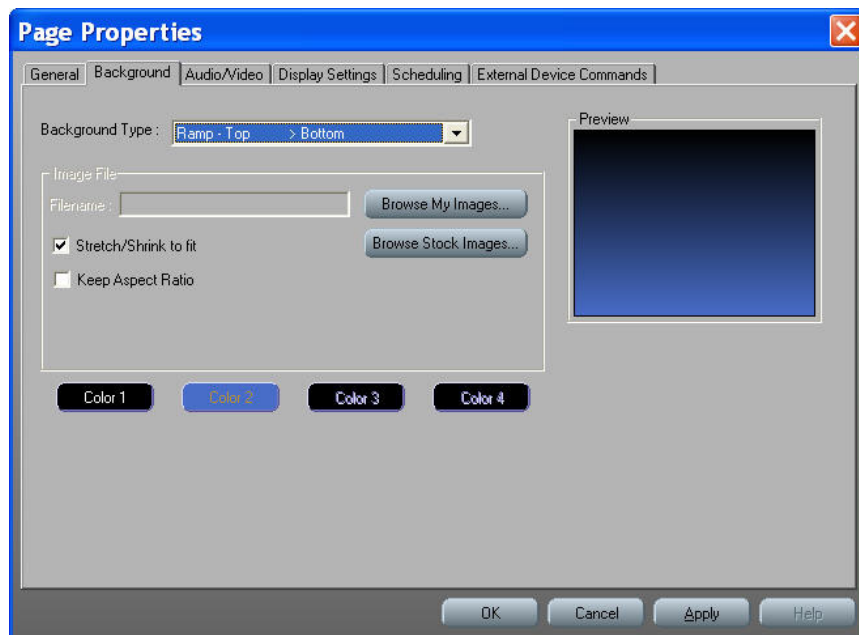 Page Properties
General Background Audio/Video Display Settings Scheduling External Device Commands
Background Type : Ramp - Top > Bottom
Preview
Image File
Filename : Browse My Images...
Stretch/Shrink to fit Browse Stock Images...
Keep Aspect Ratio
Color 1 Color 2 Color 3 Color 4
OK Cancel Apply Help